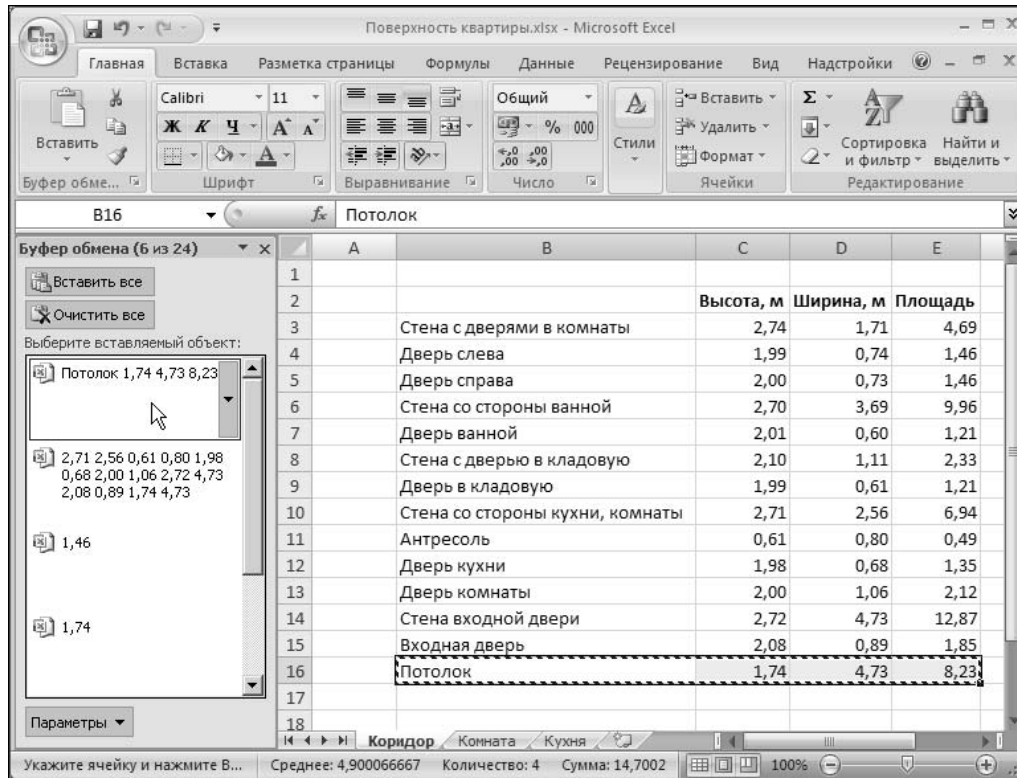 Поверхность квартиры.xlsx - Microsoft Excel
Главная Вставка Разметка страницы Формулы Данные Рецензирование Вид Надстройки
Calibri 11 Общий Вставить Σ
Вставить Ж К Ч A A % 000 Стили Удалить Сортировка и фильтр Найти и выделить
А ,0 ,00 ,00 ,0 Формат
Буфер обме... Шрифт Выравнивание Число Ячейки Редактирование
B16 fx Потолок
Буфер обмена (6 из 24)
Вставить все
Очистить все
Выберите вставляемый объект:
Потолок 1,74 4,73 8,23
2,71 2,56 0,61 0,80 1,98
0,68 2,00 1,06 2,72 4,73
2,08 0,89 1,74 4,73
1,46
1,74
Параметры
A B C D E
1
2 Высота, м Ширина, м Площадь
3 Стена с дверями в комнаты 2,74 1,71 4,69
4 Дверь слева 1,99 0,74 1,46
5 Дверь справа 2,00 0,73 1,46
6 Стена со стороны ванной 2,70 3,69 9,96
7 Дверь ванной 2,01 0,60 1,21
8 Стена с дверью в кладовую 2,10 1,11 2,33
9 Дверь в кладовую 1,99 0,61 1,21
10 Стена со стороны кухни, комнаты 2,71 2,56 6,94
11 Антресоль 0,61 0,80 0,49
12 Дверь кухни 1,98 0,68 1,35
13 Дверь комнаты 2,00 1,06 2,12
14 Стена входной двери 2,72 4,73 12,87
15 Входная дверь 2,08 0,89 1,85
16 Потолок 1,74 4,73 8,23
17
18
Коридор Комната Кухня
Укажите ячейку и нажмите В... Среднее: 4,900066667 Количество: 4 Сумма: 14,7002 100%